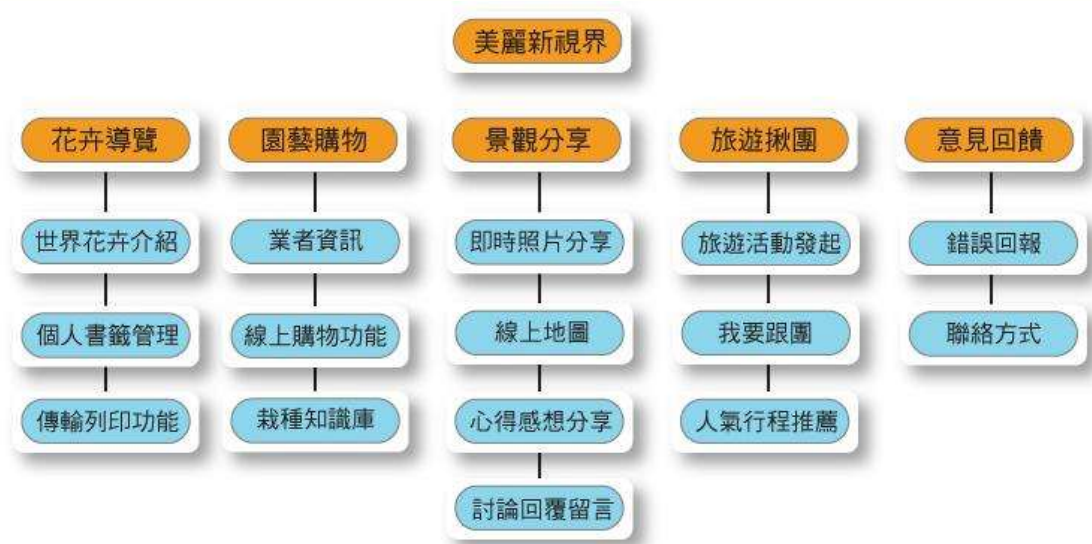 美麗新視界
花卉導覽
世界花卉介紹
個人書籤管理
傳輸列印功能
園藝購物
業者資訊
線上購物功能
栽種知識庫
景觀分享
即時照片分享
線上地圖
心得感想分享
討論回覆留言
旅遊揪團
旅遊活動發起
我要跟團
人氣行程推薦
意見回饋
錯誤回報
聯絡方式